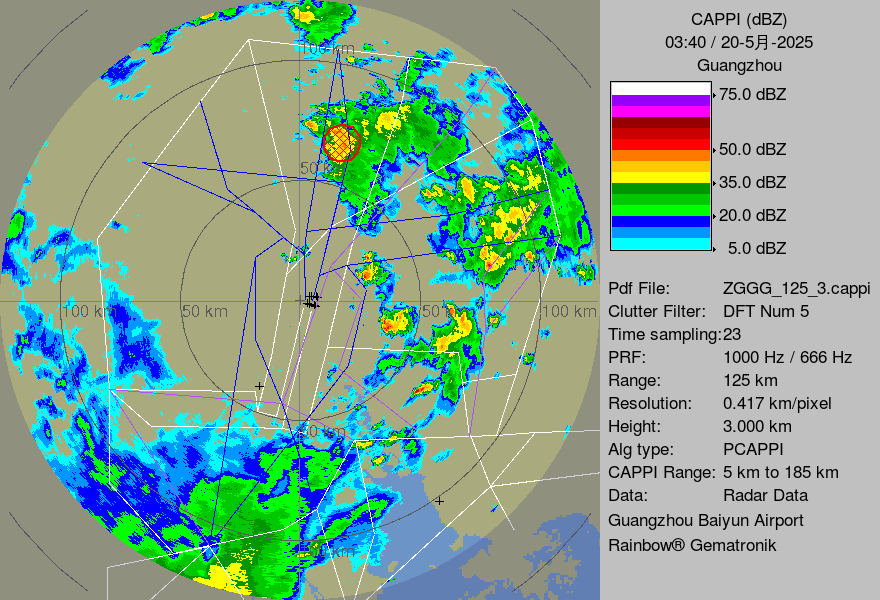 CAPPI (dBZ)
03:40 / 20-5月-2025
Guangzhou
75.0 dBZ
50.0 dBZ
35.0 dBZ
20.0 dBZ
5.0 dBZ
Pdf File: ZGGG_125_3.cappi
Clutter Filter: DFT Num 5
Time sampling:23
PRF: 1000 Hz / 666 Hz
Range: 125 km
Resolution: 0.417 km/pixel
Height: 3.000 km
Alg type: PCAPPI
CAPPI Range: 5 km to 185 km
Data: Radar Data
Guangzhou Baiyun Airport
Rainbow® Gematronik
100 km
50 km
100 km
50 km
50 km
100 km
50 km
100 km